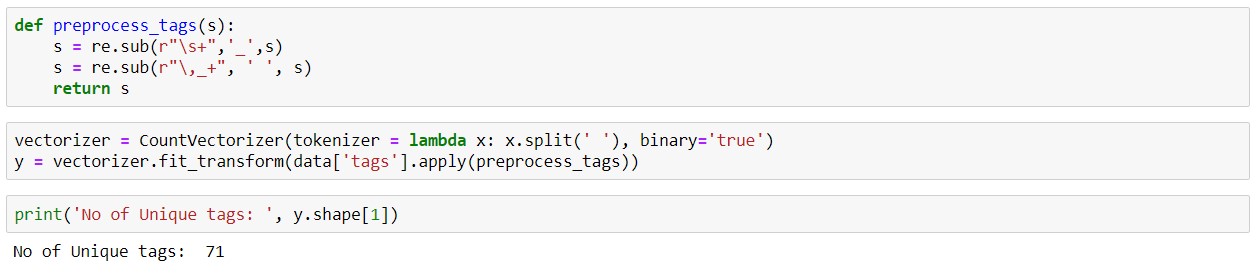 def preprocess_tags(s):
    s = re.sub(r"\s+",'_',s)
    s = re.sub(r"\,_+", ' ', s)
    return s
vectorizer = CountVectorizer(tokenizer = lambda x: x.split(' '), binary='true')
y = vectorizer.fit_transform(data['tags'].apply(preprocess_tags))
print('No of Unique tags: ', y.shape[1])
No of Unique tags:  71